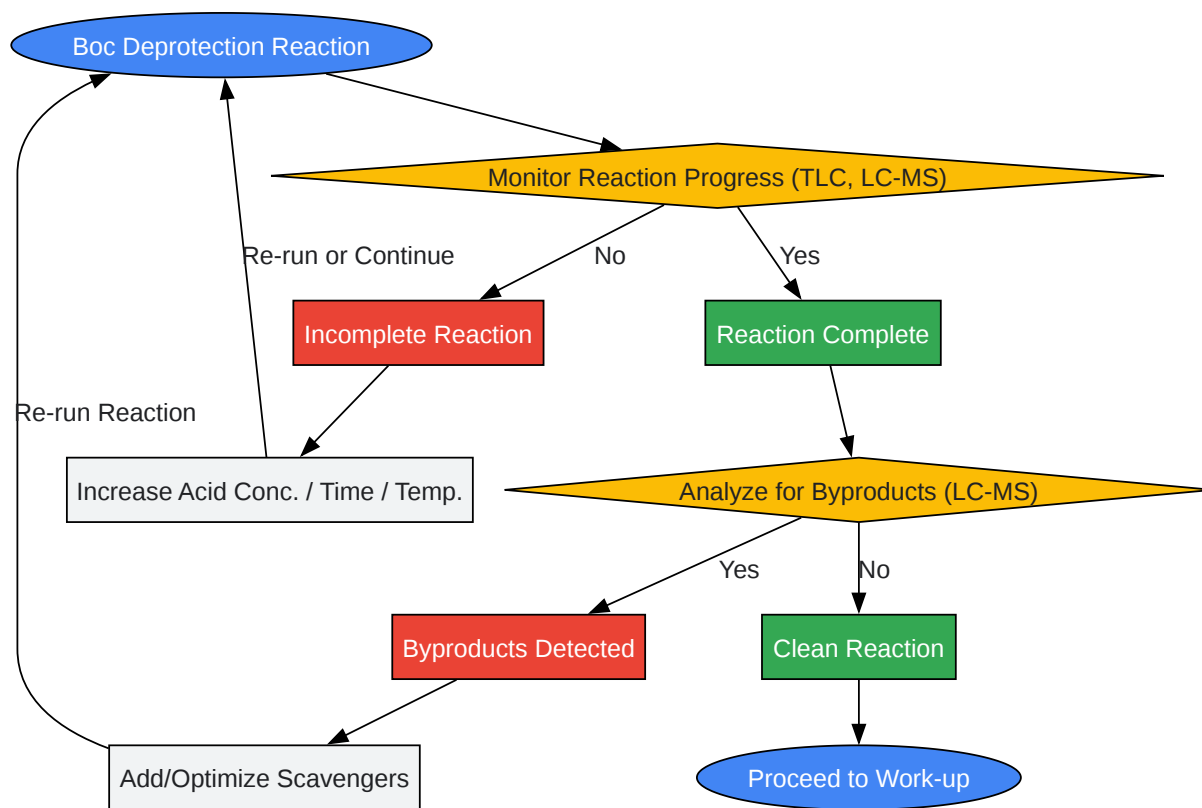 Boc Deprotection Reaction
Monitor Reaction Progress (TLC, LC-MS)
Re-run or Continue
No
Yes
Incomplete Reaction
Reaction Complete
Re-run Reaction
Increase Acid Conc. / Time / Temp.
Analyze for Byproducts (LC-MS)
Yes
No
Byproducts Detected
Clean Reaction
Add/Optimize Scavengers
Proceed to Work-up